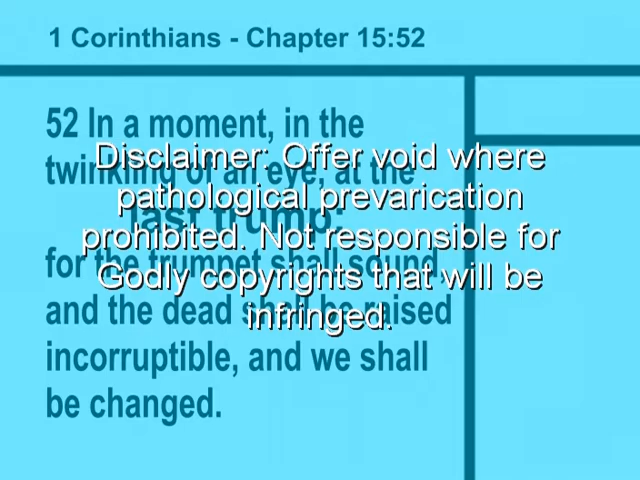 1 Corinthians - Chapter 15:52
52 In a moment, in the
twinkling of an eye, at the
last trump:
for the trumpet shall sound,
and the dead shall be raised
incorruptible, and we shall
be changed.
Disclaimer: Offer void where
pathological prevarication
prohibited. Not responsible for
Godly copyrights that will be
infringed.